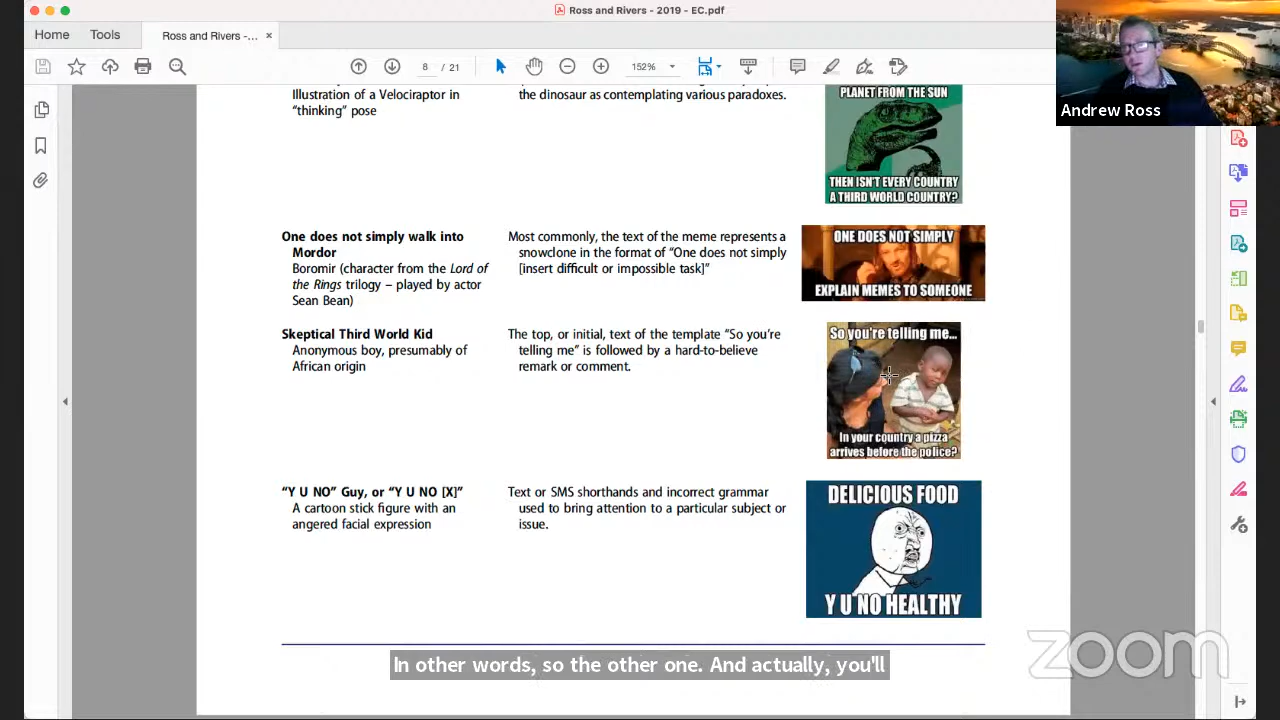 Ross and Rivers - 2019 - EC.pdf
Home
Tools
Ross and Rivers -...
8 / 21
152%
Andrew Ross
Illustration of a Velociraptor in
"thinking" pose
the dinosaur as contemplating various paradoxes.
PLANET FROM THE SUN
THEN ISN'T EVERY COUNTRY
A THIRD WORLD COUNTRY?
One does not simply walk into
Mordor
Boromir (character from the Lord of
the Rings trilogy – played by actor
Sean Bean)
Most commonly, the text of the meme represents a
snowclone in the format of "One does not simply
[insert difficult or impossible task]"
ONE DOES NOT SIMPLY
EXPLAIN MEMES TO SOMEONE
Skeptical Third World Kid
Anonymous boy, presumably of
African origin
The top, or initial, text of the template "So you're
telling me" is followed by a hard-to-believe
remark or comment.
So you're telling me...
In your country a pizza
arrives before the police?
"Y U NO" Guy, or "Y U NO [X]"
A cartoon stick figure with an
angered facial expression
Text or SMS shorthands and incorrect grammar
used to bring attention to a particular subject or
issue.
DELICIOUS FOOD
Y U NO HEALTHY
In other words, so the other one. And actually, you'll
zoom